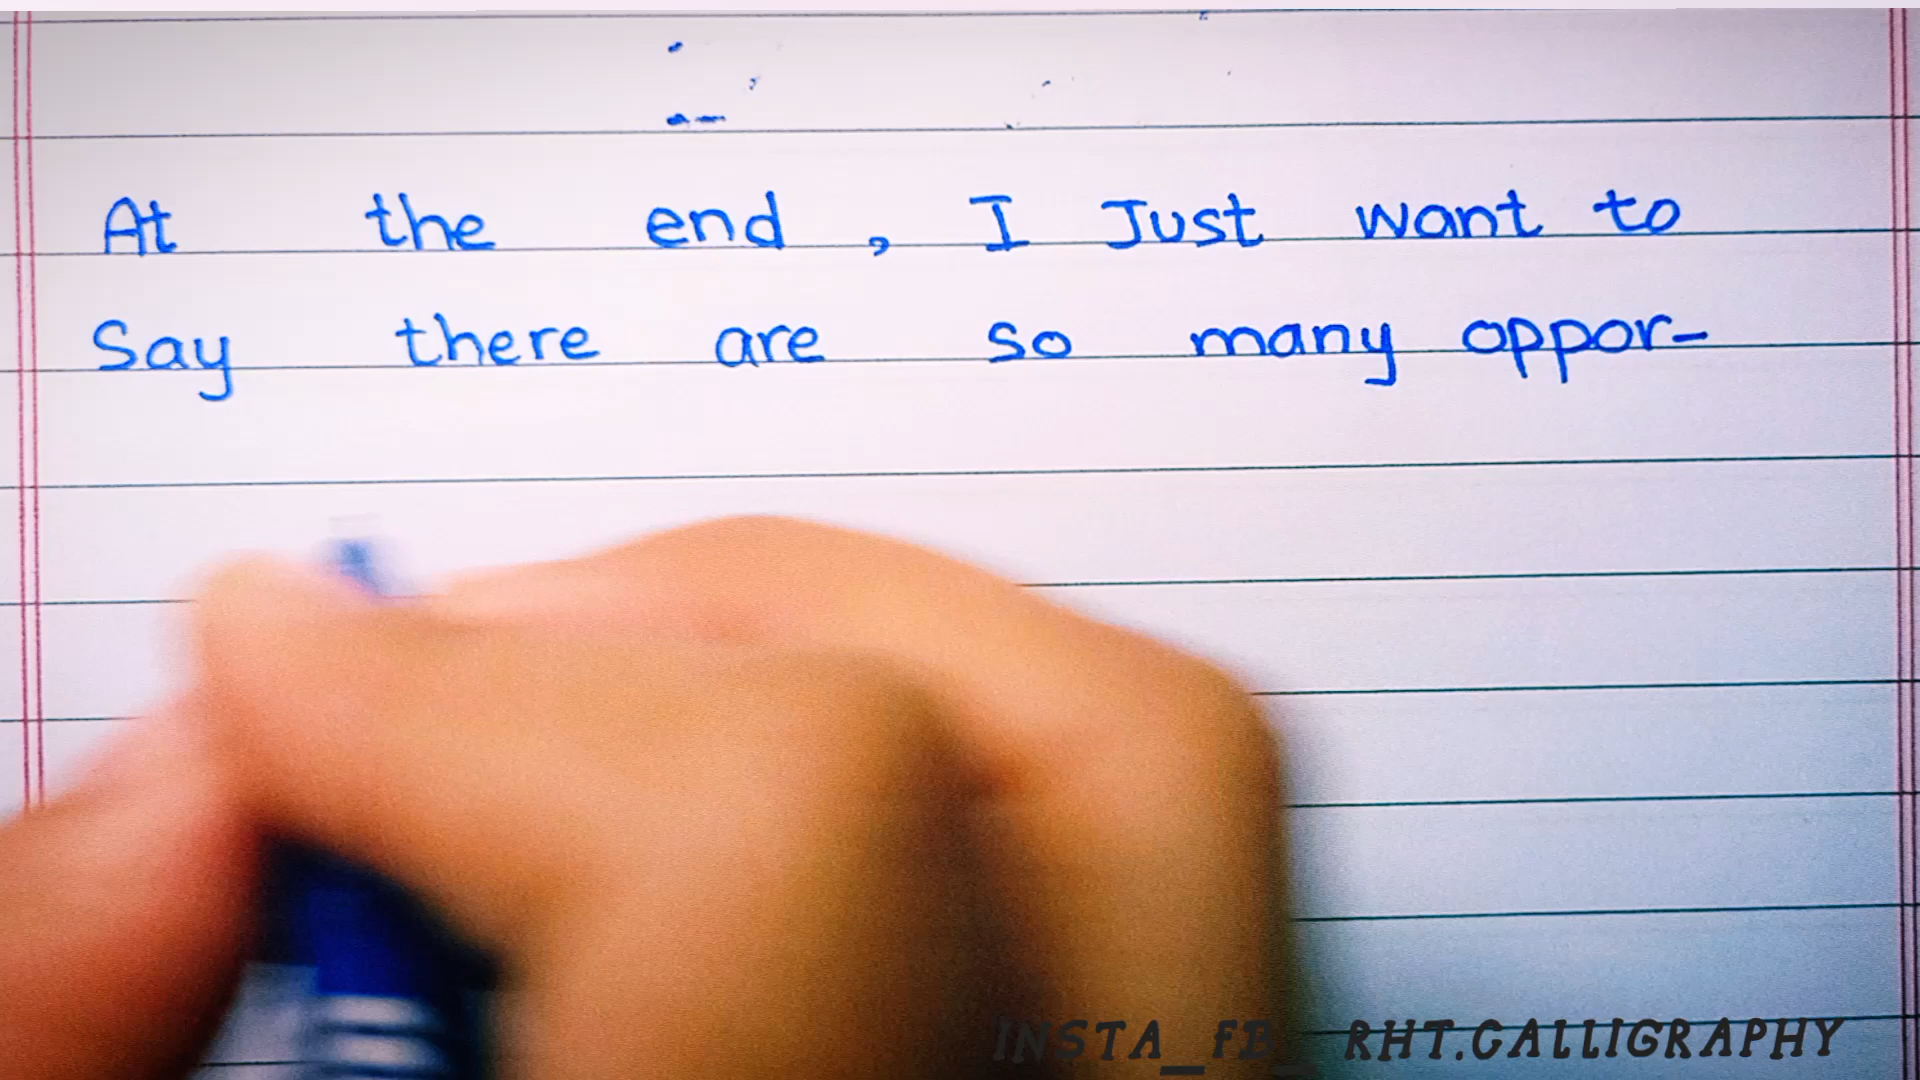 At the end, I Just want to
Say there are so many oppor-
INSTA_FB_RHT.CALLIGRAPHY